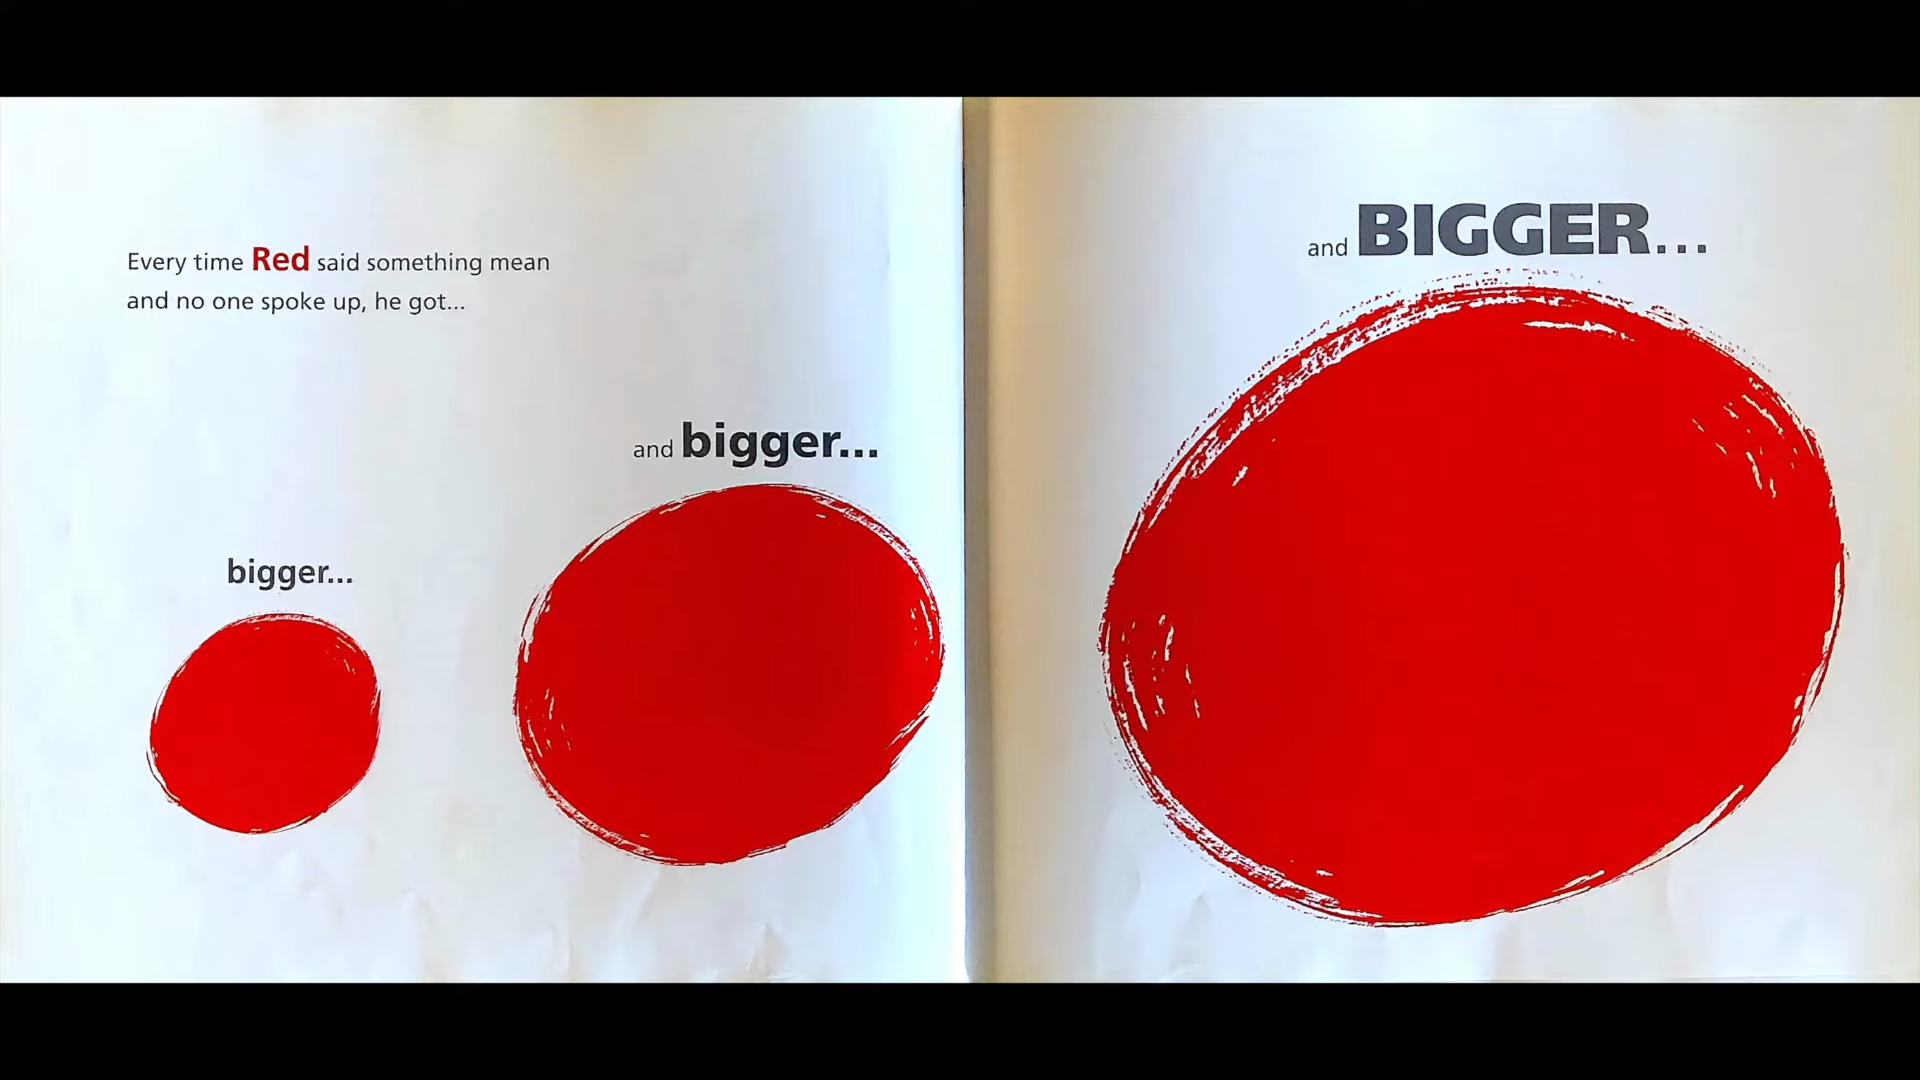 Every time Red said something mean
and no one spoke up, he got...
bigger...
and bigger...
and BIGGER...